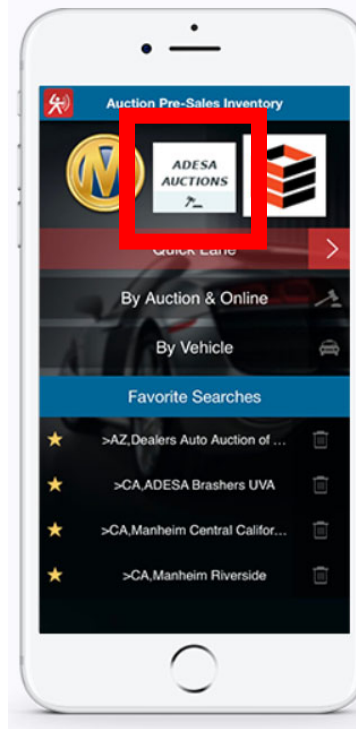 Auction Pre-Sales Inventory
M
ADESA
AUCTIONS
Quick Lane
By Auction & Online
By Vehicle
Favorite Searches
>AZ,Dealers Auto Auction of ...
>CA,ADESA Brashers UVA
>CA,Manheim Central Califor...
>CA,Manheim Riverside